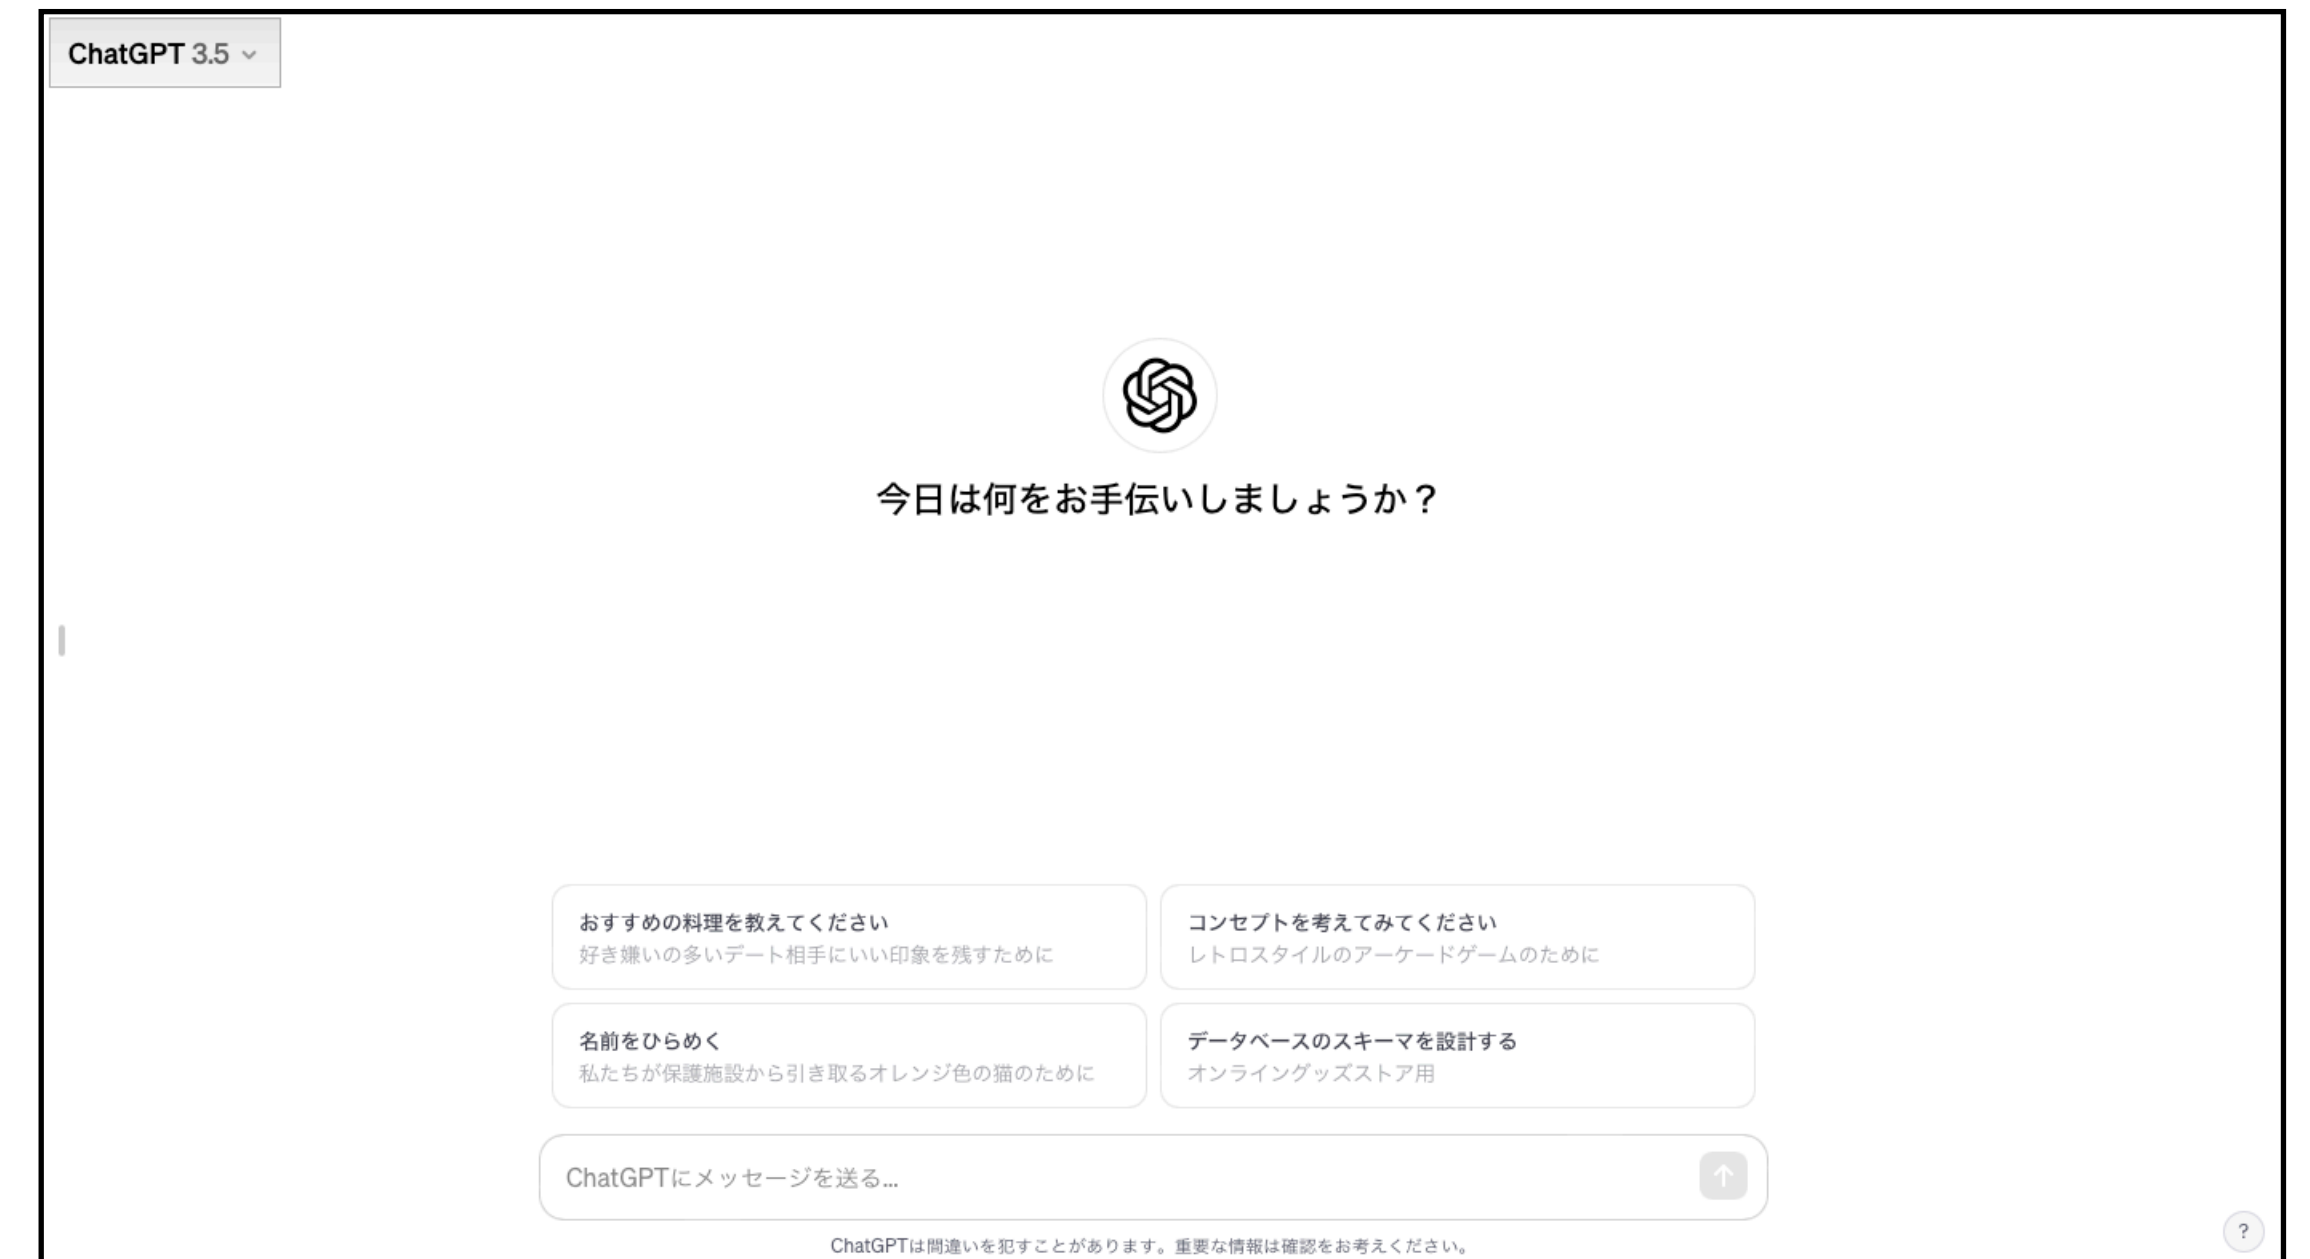 ChatGPT 3.5
今日は何をお手伝いしましょうか？
おすすめの料理を教えてください
好き嫌いの多いデート相手にいい印象を残すために
コンセプトを考えてみてください
レトロスタイルのアーケードゲームのために
名前をひらめく
私たちが保護施設から引き取るオレンジ色の猫のために
データベースのスキーマを設計する
オンライングッズストア用
ChatGPTにメッセージを送る...
ChatGPTは間違いを犯すことがあります。重要な情報は確認をお考えください。
?